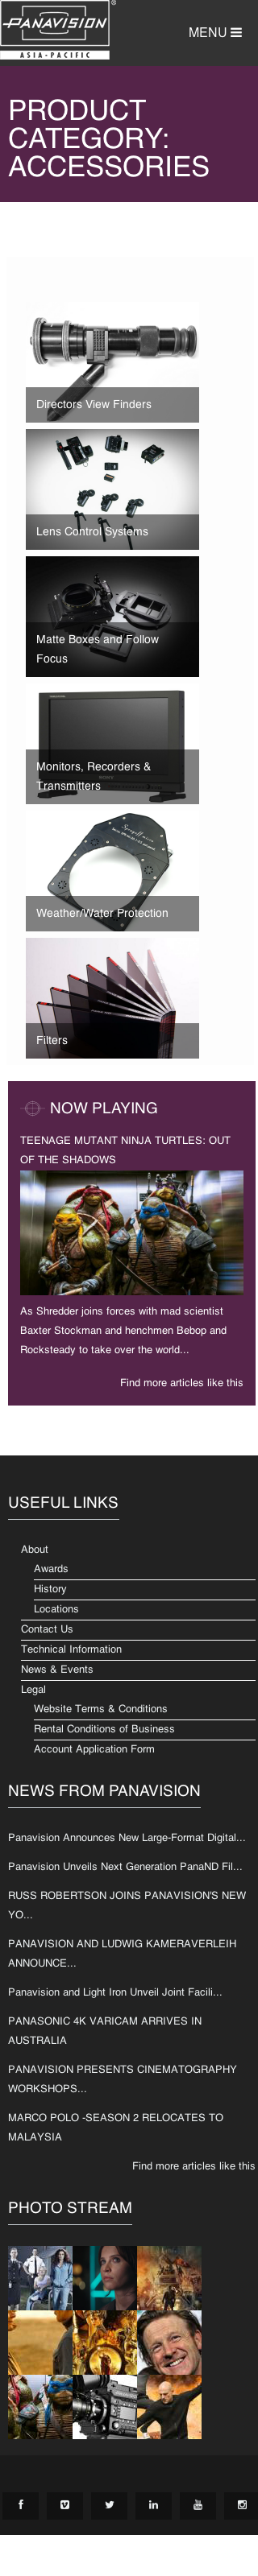 PANAVISION®
ASIA-PACIFIC
MENU
PRODUCT
CATEGORY:
ACCESSORIES
Directors View Finders
Lens Control Systems
Matte Boxes and Follow
Focus
Monitors, Recorders &
Transmitters
Weather/Water Protection
Filters
NOW PLAYING
TEENAGE MUTANT NINJA TURTLES: OUT
OF THE SHADOWS
As Shredder joins forces with mad scientist
Baxter Stockman and henchmen Bebop and
Rocksteady to take over the world...
Find more articles like this
USEFUL LINKS
About
Awards
History
Locations
Contact Us
Technical Information
News & Events
Legal
Website Terms & Conditions
Rental Conditions of Business
Account Application Form
NEWS FROM PANAVISION
Panavision Announces New Large-Format Digital...
Panavision Unveils Next Generation PanaND Fil...
RUSS ROBERTSON JOINS PANAVISION'S NEW
YO...
PANAVISION AND LUDWIG KAMERAVERLEIH
ANNOUNCE...
Panavision and Light Iron Unveil Joint Facili...
PANASONIC 4K VARICAM ARRIVES IN
AUSTRALIA
PANAVISION PRESENTS CINEMATOGRAPHY
WORKSHOPS...
MARCO POLO -SEASON 2 RELOCATES TO
MALAYSIA
Find more articles like this
PHOTO STREAM